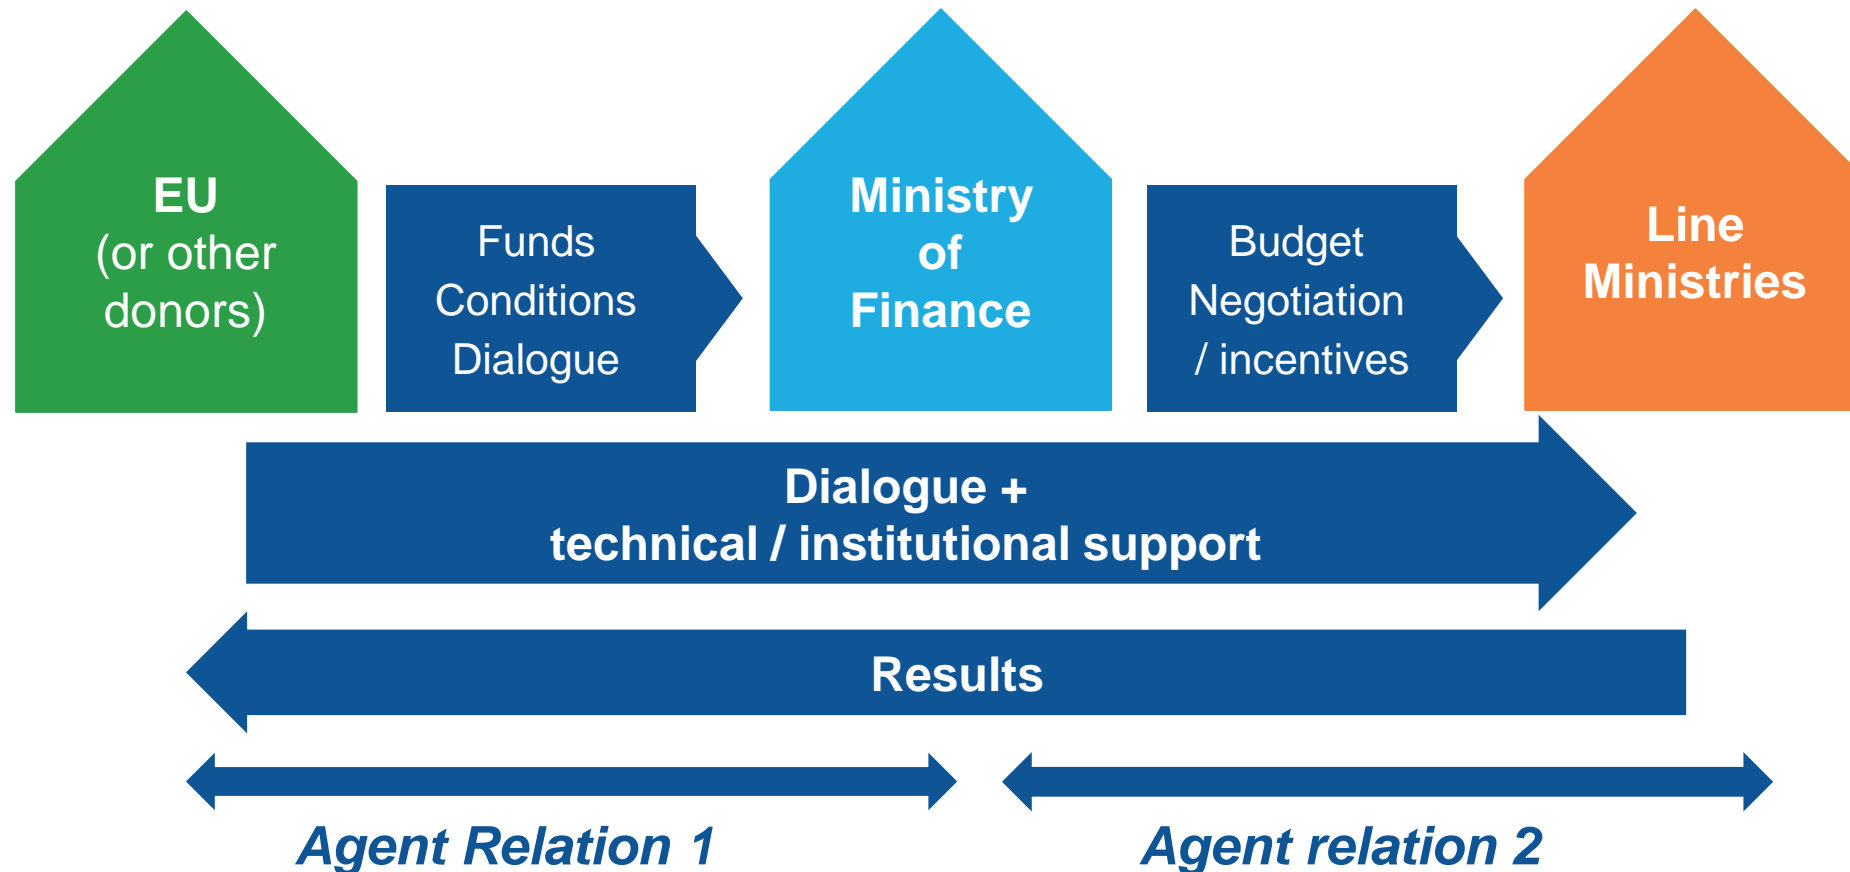 EU
(or other
donors)
Funds
Conditions
Dialogue
Ministry
of
Finance
Budget
Negotiation
/ incentives
Line
Ministries
Dialogue +
technical / institutional support
Results
Agent Relation 1
Agent relation 2